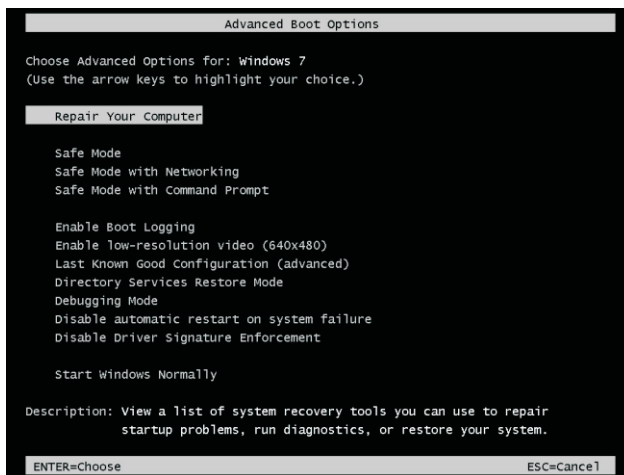 Advanced Boot Options
Choose Advanced Options for: Windows 7
(Use the arrow keys to highlight your choice.)
Repair Your Computer
Safe Mode
Safe Mode with Networking
Safe Mode with Command Prompt
Enable Boot Logging
Enable low-resolution video (640x480)
Last Known Good Configuration (advanced)
Directory Services Restore Mode
Debugging Mode
Disable automatic restart on system failure
Disable Driver Signature Enforcement
Start Windows Normally
Description: View a list of system recovery tools you can use to repair
startup problems, run diagnostics, or restore your system.
ENTER=Choose ESC=Cancel